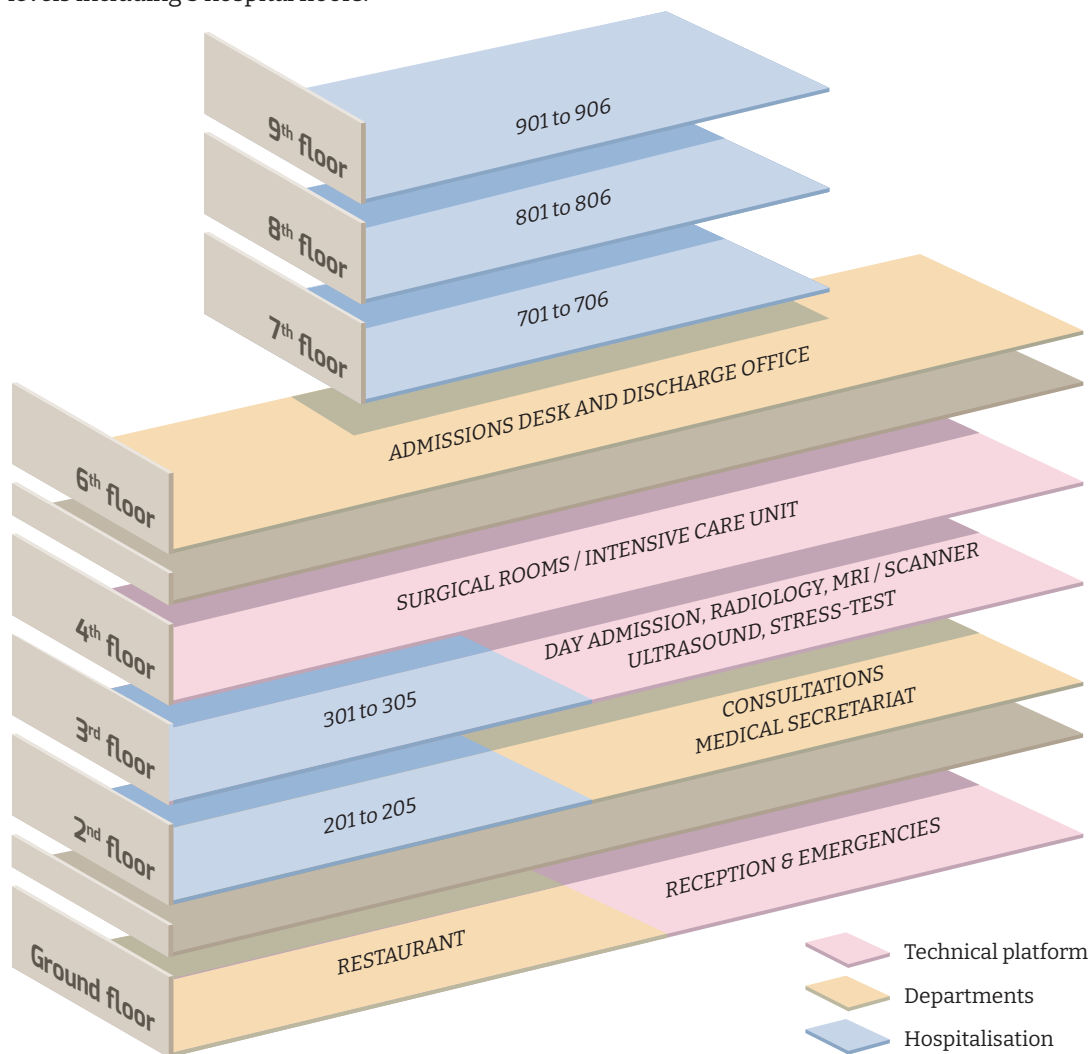 9th floor
901 to 906
8th floor
801 to 806
7th floor
701 to 706
6th floor
ADMISSIONS DESK AND DISCHARGE OFFICE
4th floor
SURGICAL ROOMS / INTENSIVE CARE UNIT
3rd floor
301 to 305
DAY ADMISSION, RADIOLOGY, MRI / SCANNER
ULTRASOUND, STRESS-TEST
2nd floor
201 to 205
CONSULTATIONS
MEDICAL SECRETARIAT
Ground floor
RESTAURANT
RECEPTION & EMERGENCIES
Technical platform
Departments
Hospitalisation